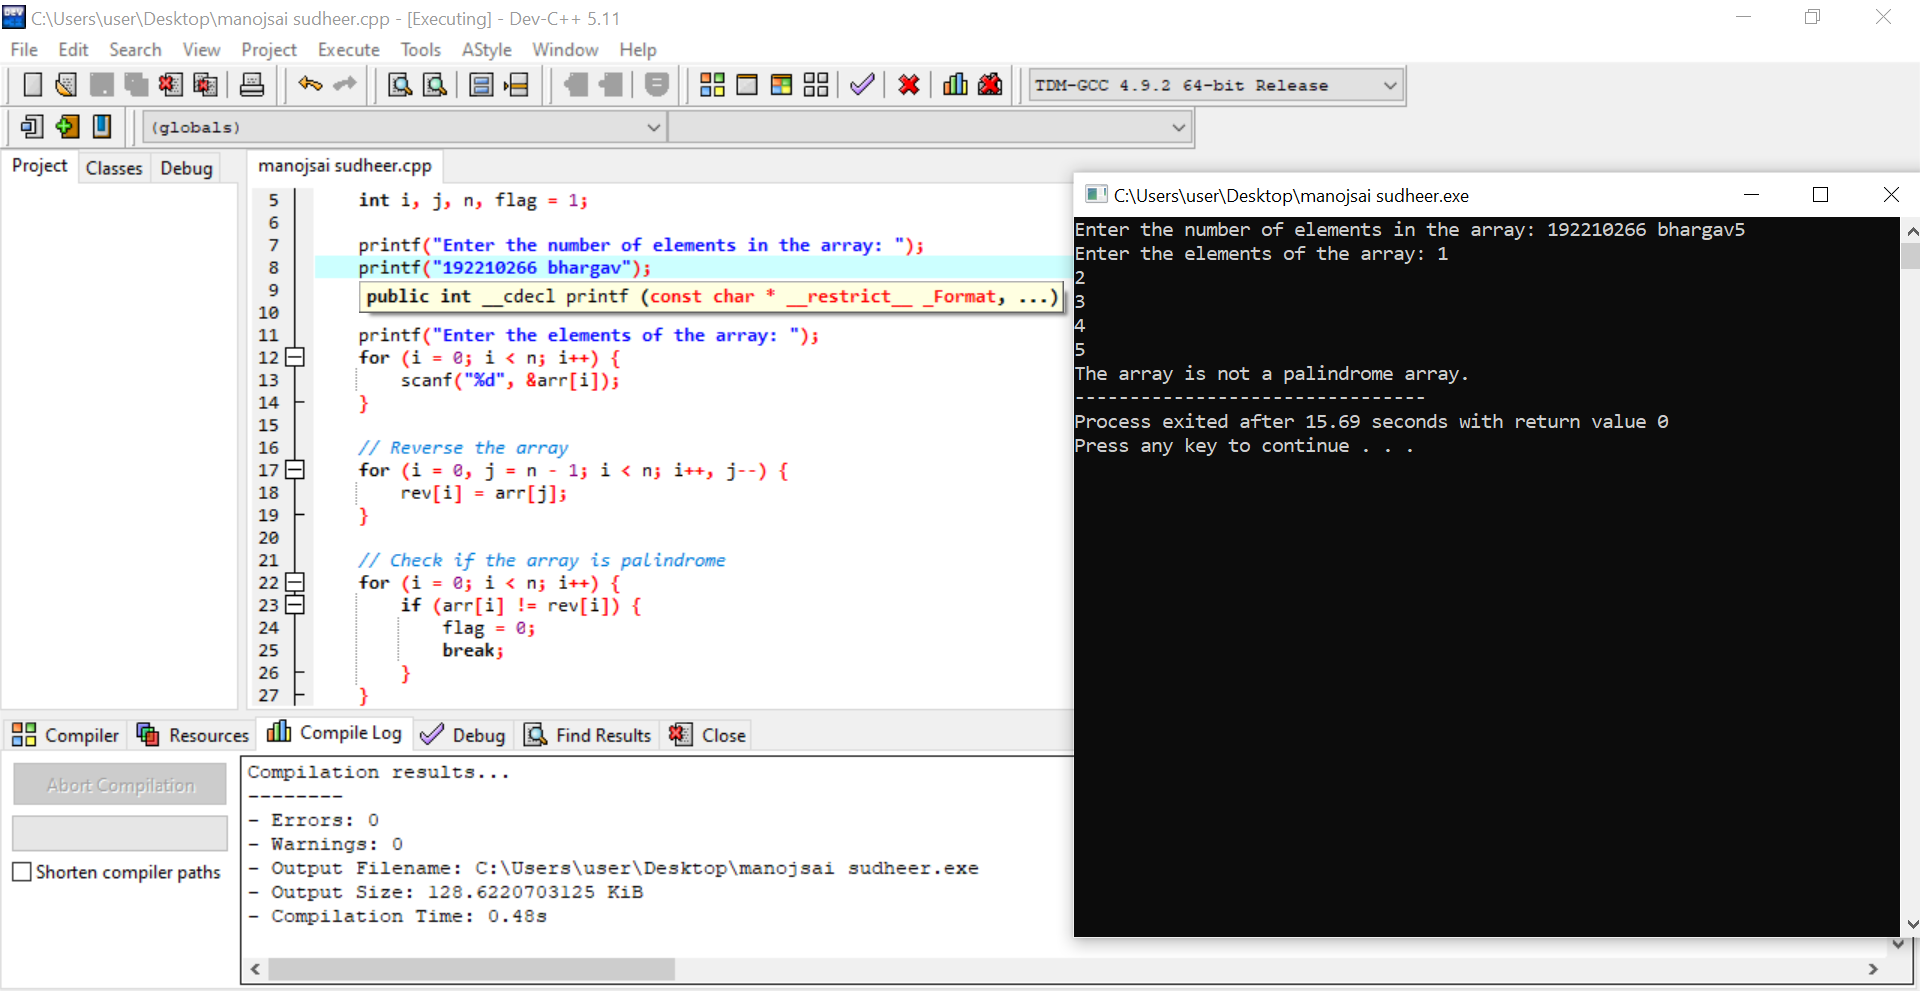 C:\Users\user\Desktop\manojsai sudheer.cpp - [Executing] - Dev-C++ 5.11
File Edit Search View Project Execute Tools AStyle Window Help
TDM-GCC 4.9.2 64-bit Release
(globals)
Project Classes Debug
manojsai sudheer.cpp
5 int i, j, n, flag = 1;
6
7 printf("Enter the number of elements in the array: ");
8 printf("192210266 bhargav");
9 public int __cdecl printf (const char * __restrict__ _Format, ...)
10
11 printf("Enter the elements of the array: ");
12 for (i = 0; i < n; i++) {
13 scanf("%d", &arr[i]);
14 }
15
16 // Reverse the array
17 for (i = 0, j = n - 1; i < n; i++, j--) {
18 rev[i] = arr[j];
19 }
20
21 // Check if the array is palindrome
22 for (i = 0; i < n; i++) {
23 if (arr[i] != rev[i]) {
24 flag = 0;
25 break;
26 }
27 }
C:\Users\user\Desktop\manojsai sudheer.exe
Enter the number of elements in the array: 192210266 bhargav5
Enter the elements of the array: 1
2
3
4
5
The array is not a palindrome array.
--------------------------------
Process exited after 15.69 seconds with return value 0
Press any key to continue . . .
Compiler Resources Compile Log Debug Find Results Close
Abort Compilation
Shorten compiler paths
Compilation results...
--------
- Errors: 0
- Warnings: 0
- Output Filename: C:\Users\user\Desktop\manojsai sudheer.exe
- Output Size: 128.6220703125 KiB
- Compilation Time: 0.48s